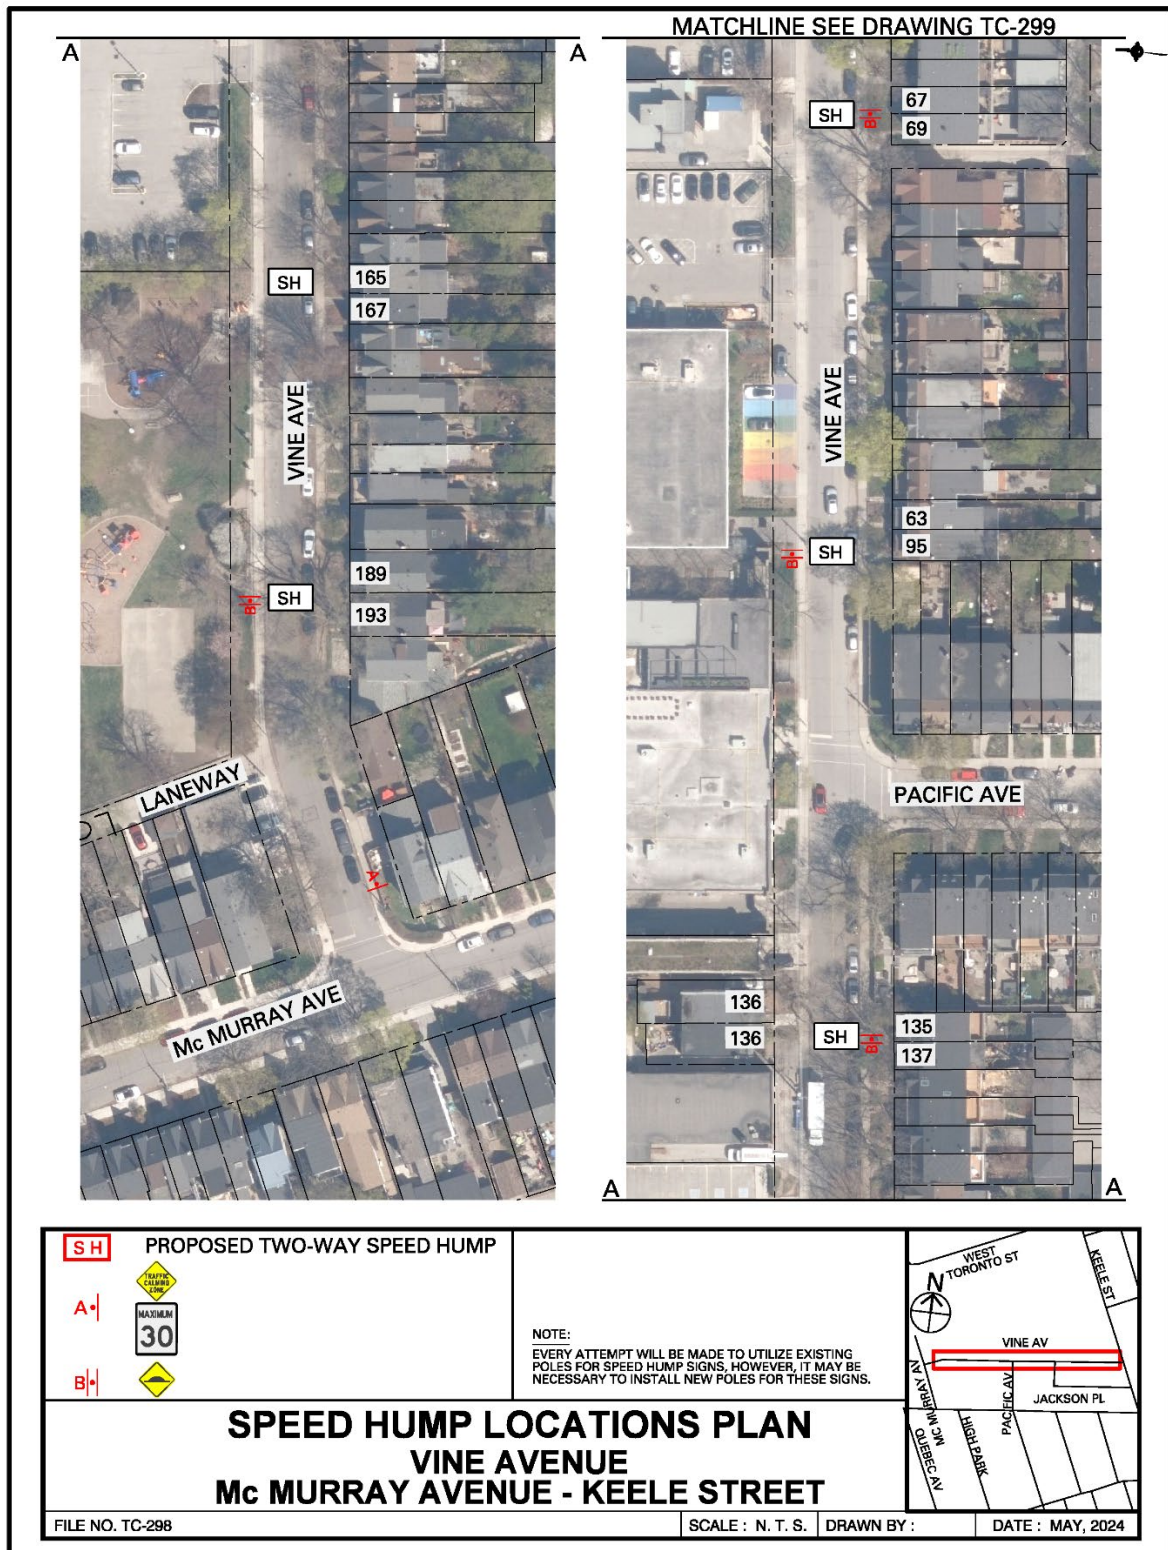 MATCHLINE SEE DRAWING TC-299
A
A
SH
165
167
VINE AVE
189
SH
193
LANEWAY
A
Mc MURRAY AVE
B
SH
B
67
69
VINE AVE
63
SH
95
B
PACIFIC AVE
136
136
SH
B
135
137
A
A
SH
PROPOSED TWO-WAY SPEED HUMP
TRAFFIC
CALMING
ZONE
A
MAXIMUM
30
B
NOTE:
EVERY ATTEMPT WILL BE MADE TO UTILIZE EXISTING
POLES FOR SPEED HUMP SIGNS, HOWEVER, IT MAY BE
NECESSARY TO INSTALL NEW POLES FOR THESE SIGNS.
WEST
TORONTO ST
KEELE ST
N
VINE AV
MC MURRAY AV
PACIFIC AV
JACKSON PL
HIGH PARK
QUEBEC AV
SPEED HUMP LOCATIONS PLAN
VINE AVENUE
Mc MURRAY AVENUE - KEELE STREET
FILE NO. TC-298
SCALE : N. T. S.
DRAWN BY :
DATE : MAY, 2024